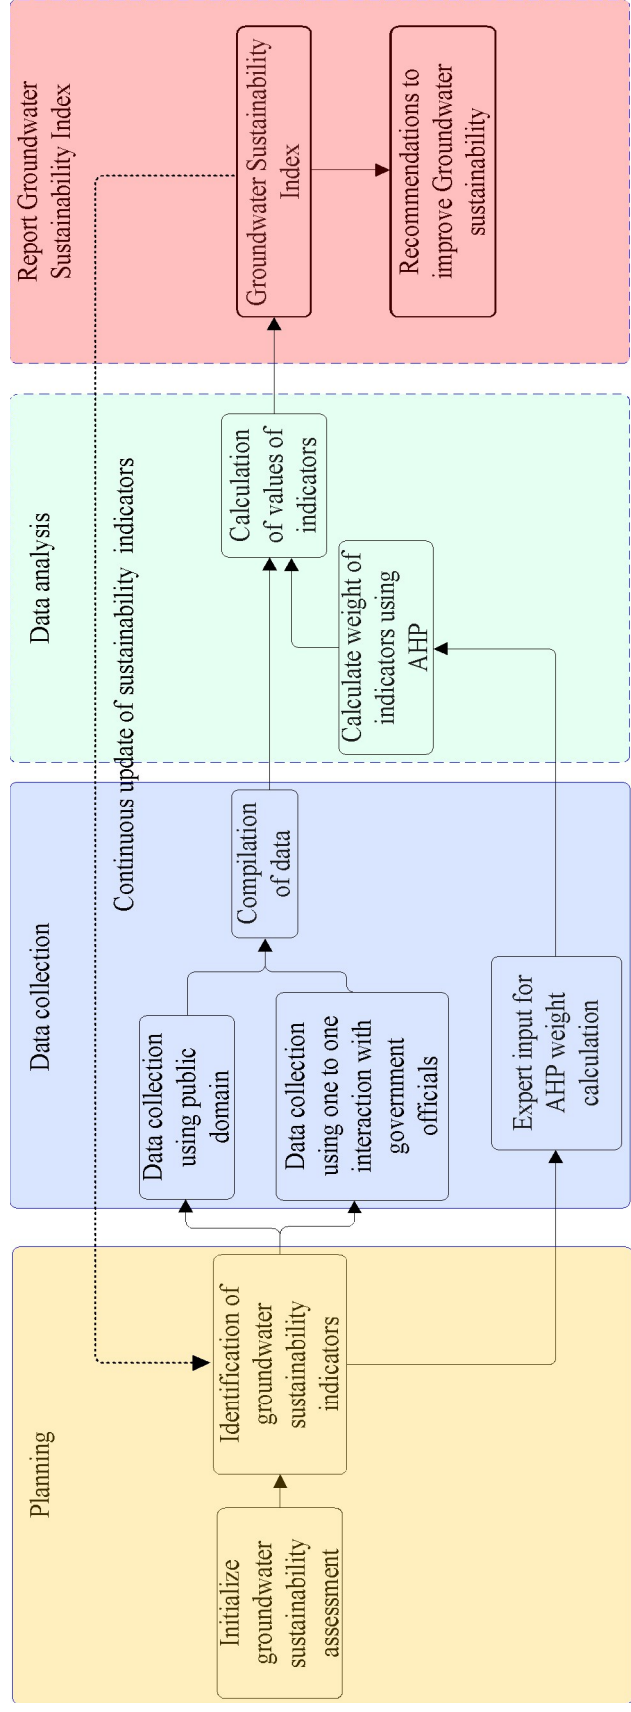 Planning
Initialize
groundwater
sustainability
assessment
Identification of
groundwater
sustainability
indicators
Data collection
Data collection
using public
domain
Data collection
using one to one
interaction with
government
officials
Expert input for
AHP weight
calculation
Compilation
of data
Continuous update of sustainability indicators
Data analysis
Calculate weight of
indicators using
AHP
Calculation
of values of
indicators
Report Groundwater
Sustainability Index
Groundwater Sustainability
Index
Recommendations to
improve Groundwater
sustainability